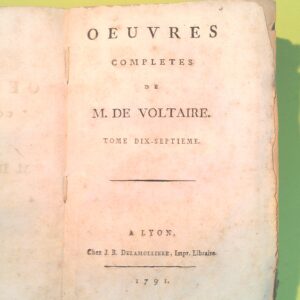 OEUVRES
COMPLETES
DE
M. DE VOLTAIRE.
TOME DIX-SEPTIEME.
A LYON,
Chez J. B. DELAMOLLIERE, Impr. Libraire.
1791.